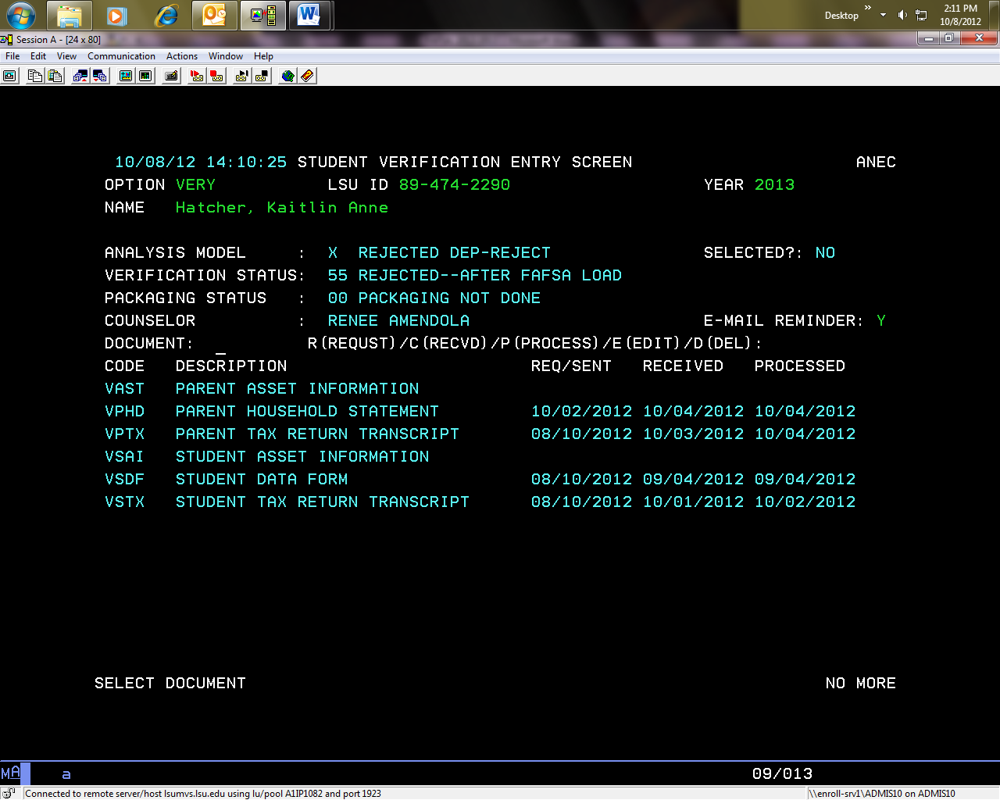 Desktop
»
2:11 PM
10/8/2012
Session A - [24 x 80]
File Edit View Communication Actions Window Help
10/08/12 14:10:25 STUDENT VERIFICATION ENTRY SCREEN ANEC
OPTION VERY LSU ID 89-474-2290 YEAR 2013
NAME Hatcher, Kaitlin Anne
ANALYSIS MODEL : X REJECTED DEP-REJECT SELECTED?: NO
VERIFICATION STATUS: 55 REJECTED--AFTER FAFSA LOAD
PACKAGING STATUS : 00 PACKAGING NOT DONE
COUNSELOR : RENEE AMENDOLA E-MAIL REMINDER: Y
DOCUMENT: _ R(REQUST)/C(RECVD)/P(PROCESS)/E(EDIT)/D(DEL):
CODE DESCRIPTION REQ/SENT RECEIVED PROCESSED
VAST PARENT ASSET INFORMATION
VPHD PARENT HOUSEHOLD STATEMENT 10/02/2012 10/04/2012 10/04/2012
VPTX PARENT TAX RETURN TRANSCRIPT 08/10/2012 10/03/2012 10/04/2012
VSAI STUDENT ASSET INFORMATION
VSDF STUDENT DATA FORM 08/10/2012 09/04/2012 09/04/2012
VSTX STUDENT TAX RETURN TRANSCRIPT 08/10/2012 10/01/2012 10/02/2012
SELECT DOCUMENT NO MORE
MA a 09/013
Connected to remote server/host lsumvs.lsu.edu using lu/pool A1IP1082 and port 1923 \\enroll-srv1\ADMIS10 on ADMIS10